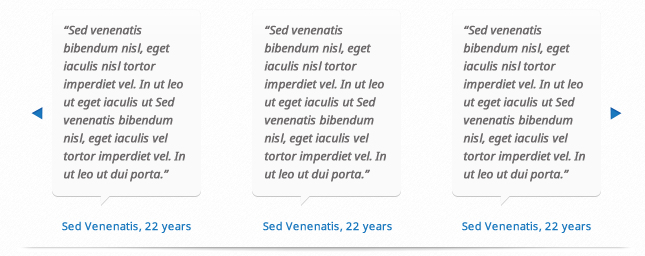 “Sed venenatis
bibendum nisl, eget
iaculis nisl tortor
imperdiet vel. In ut leo
ut eget iaculis ut Sed
venenatis bibendum
nisl, eget iaculis vel
tortor imperdiet vel. In
ut leo ut dui porta.”
Sed Venenatis, 22 years
“Sed venenatis
bibendum nisl, eget
iaculis nisl tortor
imperdiet vel. In ut leo
ut eget iaculis ut Sed
venenatis bibendum
nisl, eget iaculis vel
tortor imperdiet vel. In
ut leo ut dui porta.”
Sed Venenatis, 22 years
“Sed venenatis
bibendum nisl, eget
iaculis nisl tortor
imperdiet vel. In ut leo
ut eget iaculis ut Sed
venenatis bibendum
nisl, eget iaculis vel
tortor imperdiet vel. In
ut leo ut dui porta.”
Sed Venenatis, 22 years